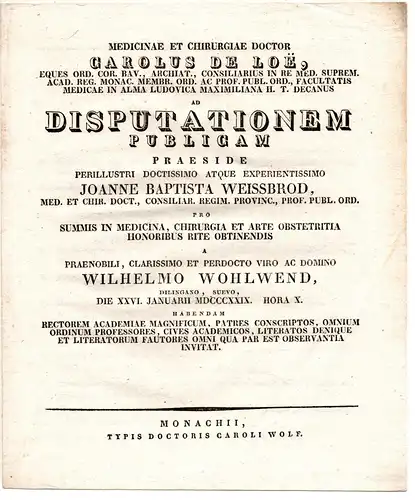 MEDICINAE ET CHIRURGIAE DOCTOR
CAROLUS DE LOË,
EQUES ORD. COR. BAV., ARCHIAT., CONSILIARIUS IN RE MED. SUPREM.
ACAD. REG. MONAC. MEMBR. ORD. AC PROF. PUBL. ORD., FACULTATIS
MEDICAE IN ALMA LUDOVICA MAXIMILIANA H. T. DECANUS
AD
DISPUTATIONEM
PUBLICAM
PRAESIDE
PERILLUSTRI DOCTISSIMO ATQUE EXPERIENTISSIMO
JOANNE BAPTISTA WEISSBROD,
MED. ET CHIR. DOCT., CONSILIAR. REGIM. PROVINC., PROF. PUBL. ORD.
PRO
SUMMIS IN MEDICINA, CHIRURGIA ET ARTE OBSTETRITIA
HONORIBUS RITE OBTINENDIS
A
PRAENOBILI, CLARISSIMO ET PERDOCTO VIRO AC DOMINO
WILHELMO WOHLWEND,
DILINGANO, SUEVO,
DIE XXVI. JANUARII MDCCCXXIX. HORA X.
HABENDAM
RECTOREM ACADEMIAE MAGNIFICUM, PATRES CONSCRIPTOS, OMNIUM
ORDINUM PROFESSORES, CIVES ACADEMICOS, LITERATOS DENIQUE
ET LITERATORUM FAUTORES OMNI QUA PAR EST OBSERVANTIA
INVITAT.
MONACHII,
TYPIS DOCTORIS CAROLI WOLF.